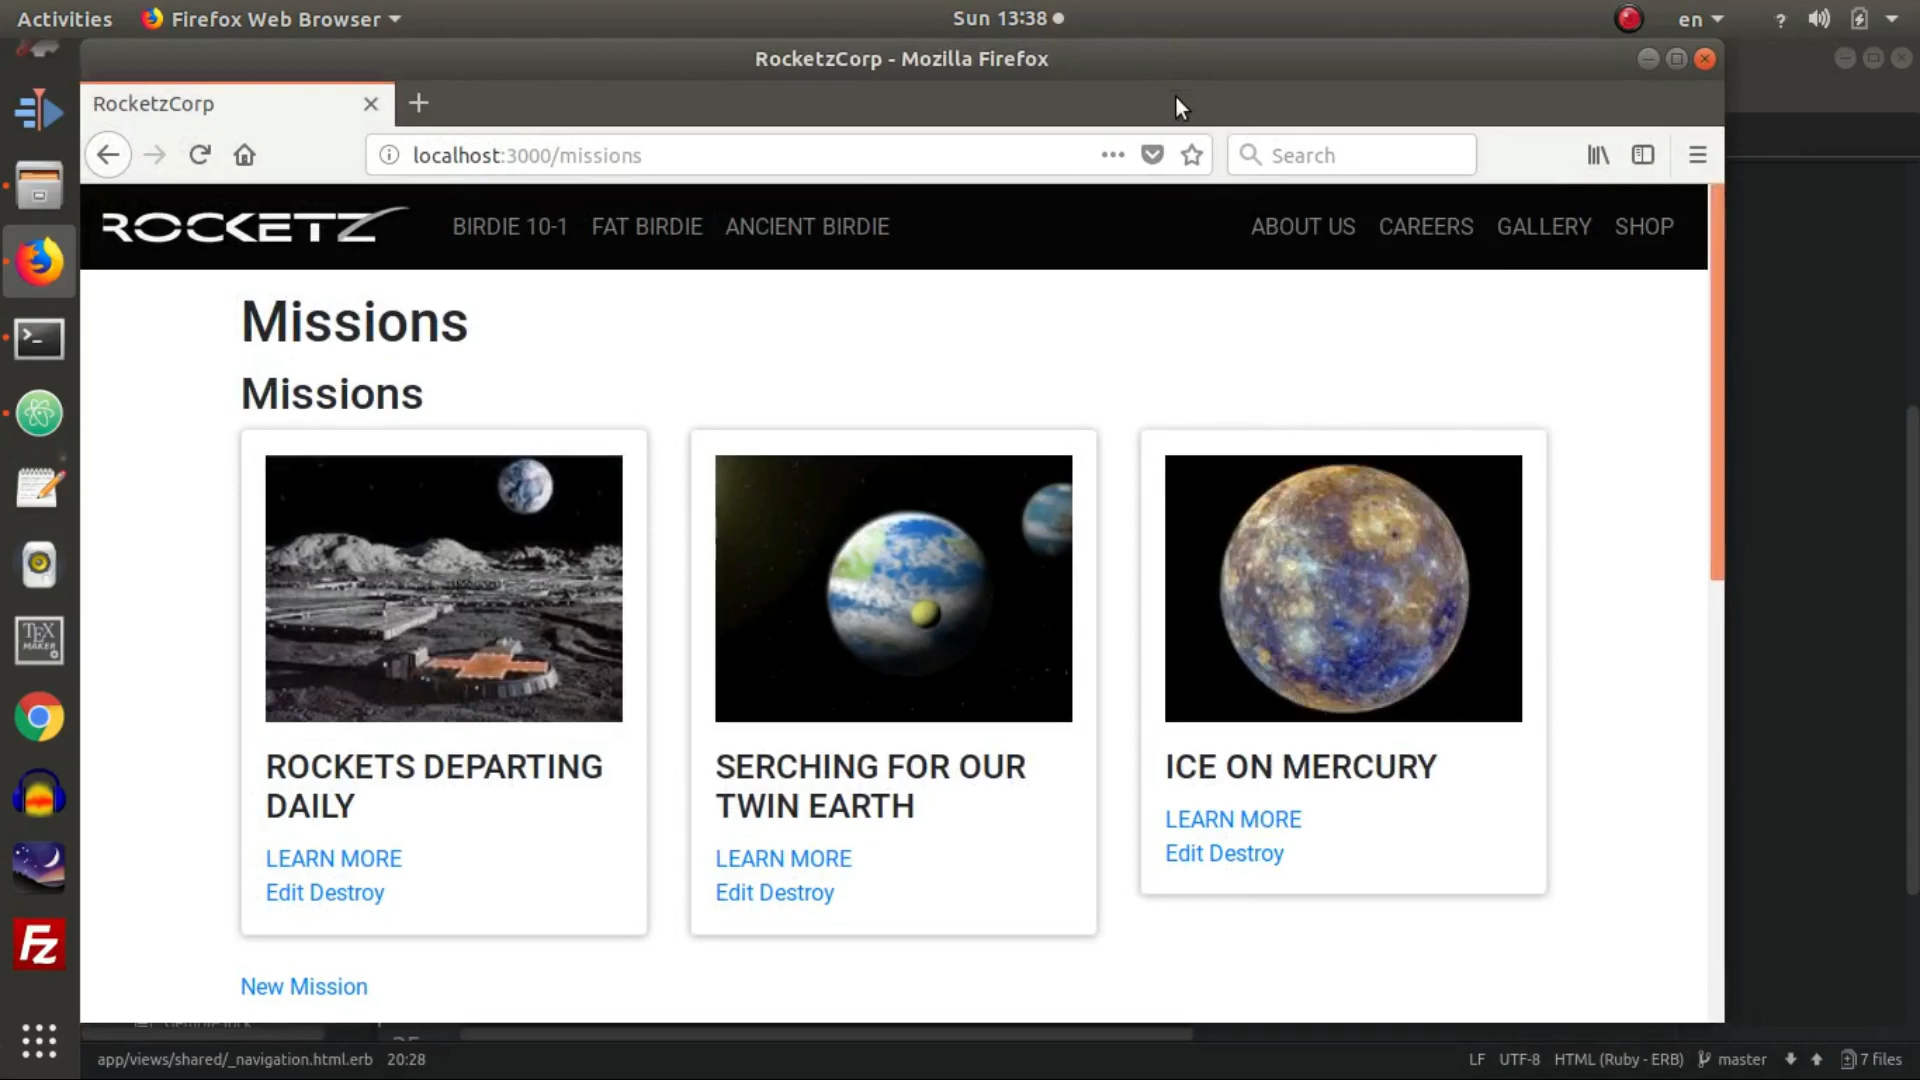 Activities
Firefox Web Browser
Sun 13:38
en
?
RocketzCorp - Mozilla Firefox
RocketzCorp
localhost:3000/missions
Search
ROCKETZ
BIRDIE 10-1
FAT BIRDIE
ANCIENT BIRDIE
ABOUT US
CAREERS
GALLERY
SHOP
Missions
Missions
ROCKETS DEPARTING
DAILY
LEARN MORE
Edit Destroy
SERCHING FOR OUR
TWIN EARTH
LEARN MORE
Edit Destroy
ICE ON MERCURY
LEARN MORE
Edit Destroy
New Mission
TEX
MAKER
FZ
app/views/shared/_navigation.html.erb 20:28
LF UTF-8 HTML (Ruby - ERB) master 7 files